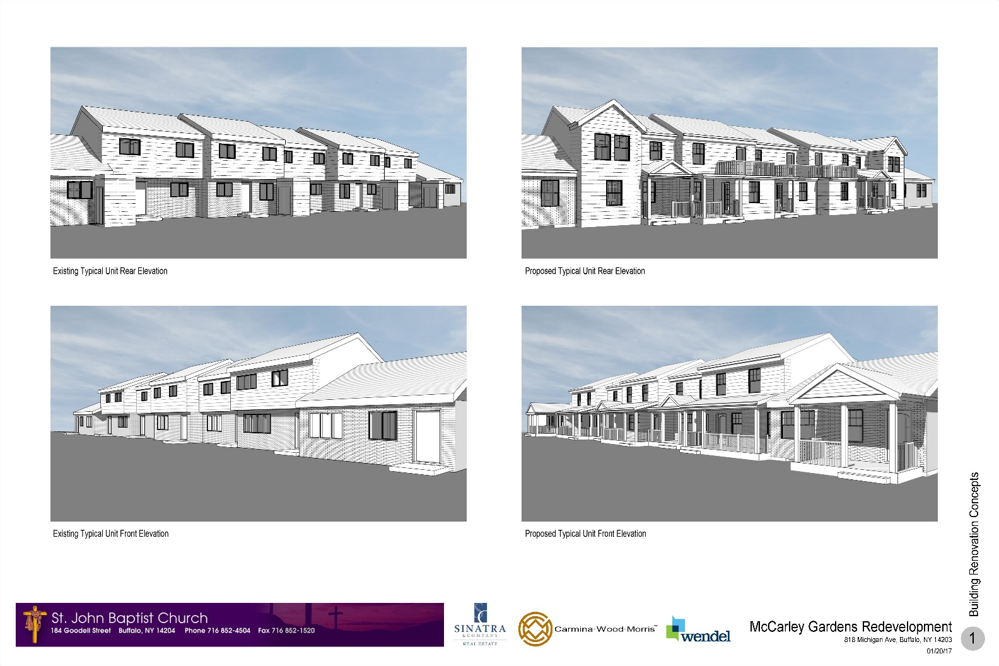 Existing Typical Unit Rear Elevation
Proposed Typical Unit Rear Elevation
Existing Typical Unit Front Elevation
Proposed Typical Unit Front Elevation
Building Renovation Concepts
St. John Baptist Church
184 Goodell Street Buffalo, NY 14204 Phone 716 852-4504 Fax 716 852-1520
SC
SINATRA
& COMPANY
REAL ESTATE
Carmina-Wood-Morris™
wendel
McCarley Gardens Redevelopment
818 Michigan Ave, Buffalo, NY 14203
01/20/17
1